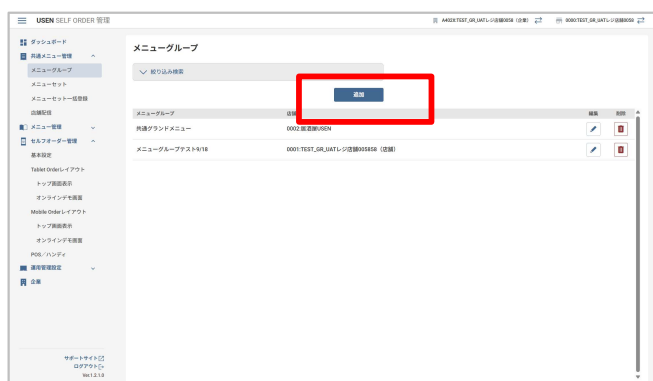 USEN SELF ORDER 管理
A4028:TEST_GR_UATレジ店舗0058 (企業)
0000:TEST_GR_UATレジ店舗0058
ダッシュボード
共通メニュー管理
メニューグループ
メニューセット
メニューセット一括登録
店舗配信
メニュー管理
セルフオーダー管理
基本設定
Tablet Orderレイアウト
トップ画面表示
オンラインデモ画面
Mobile Orderレイアウト
トップ画面表示
オンラインデモ画面
POS/ハンディ
運用管理設定
企業
サポートサイト
ログアウト
Ver.1.2.1.0
メニューグループ
絞り込み検索
追加
メニューグループ
店舗
編集
削除
共通グランドメニュー
0002:居酒屋USEN
メニューグループテスト9/18
0001:TEST_GR_UATレジ店舗005858 (店舗)